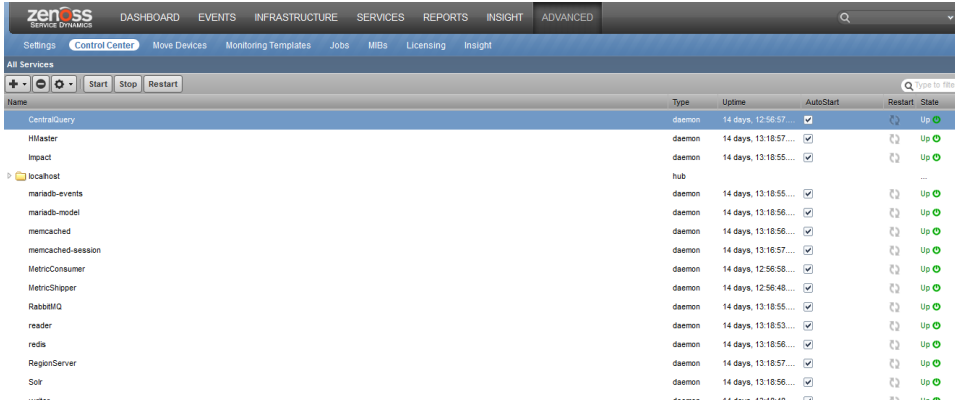 zenoss
SERVICE DYNAMICS
DASHBOARD EVENTS INFRASTRUCTURE SERVICES REPORTS INSIGHT ADVANCED
Settings Control Center Move Devices Monitoring Templates Jobs MIBs Licensing Insight
All Services
Start Stop Restart Type to filte
Name Type Uptime AutoStart Restart State
CentralQuery daemon 14 days, 12:56:57.... Up
HMaster daemon 14 days, 13:18:57.... Up
Impact daemon 14 days, 13:18:55.... Up
localhost hub ...
mariadb-events daemon 14 days, 13:18:55.... Up
mariadb-model daemon 14 days, 13:18:56.... Up
memcached daemon 14 days, 13:18:56.... Up
memcached-session daemon 14 days, 13:16:57.... Up
MetricConsumer daemon 14 days, 12:56:58.... Up
MetricShipper daemon 14 days, 12:56:48.... Up
RabbitMQ daemon 14 days, 13:18:55.... Up
reader daemon 14 days, 13:18:53.... Up
redis daemon 14 days, 13:18:56.... Up
RegionServer daemon 14 days, 13:18:57.... Up
Solr daemon 14 days, 13:18:56.... Up